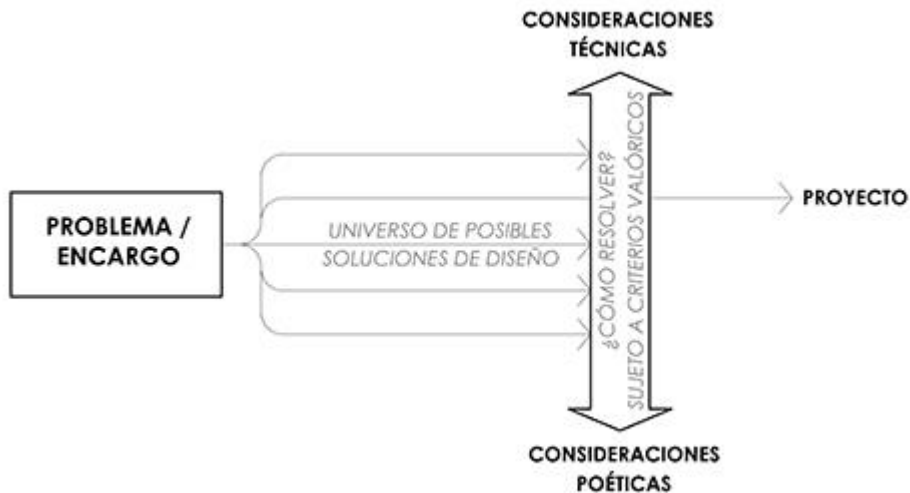 CONSIDERACIONES
TÉCNICAS
PROBLEMA /
ENCARGO
UNIVERSO DE POSIBLES
SOLUCIONES DE DISEÑO
¿CÓMO RESOLVER?
SUJETO A CRITERIOS VALÓRICOS
PROYECTO
CONSIDERACIONES
POÉTICAS